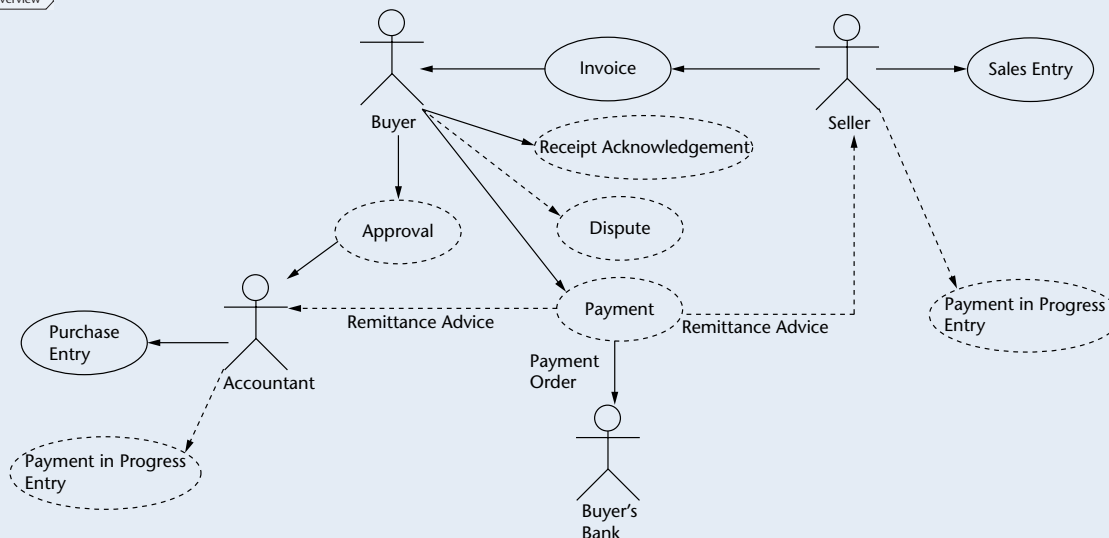 Invoice
Sales Entry
Buyer
Seller
Receipt Acknowledgement
Approval
Dispute
Payment
Remittance Advice
Remittance Advice
Payment in Progress
Entry
Purchase
Entry
Payment
Order
Accountant
Payment in Progress
Entry
Buyer's
Bank